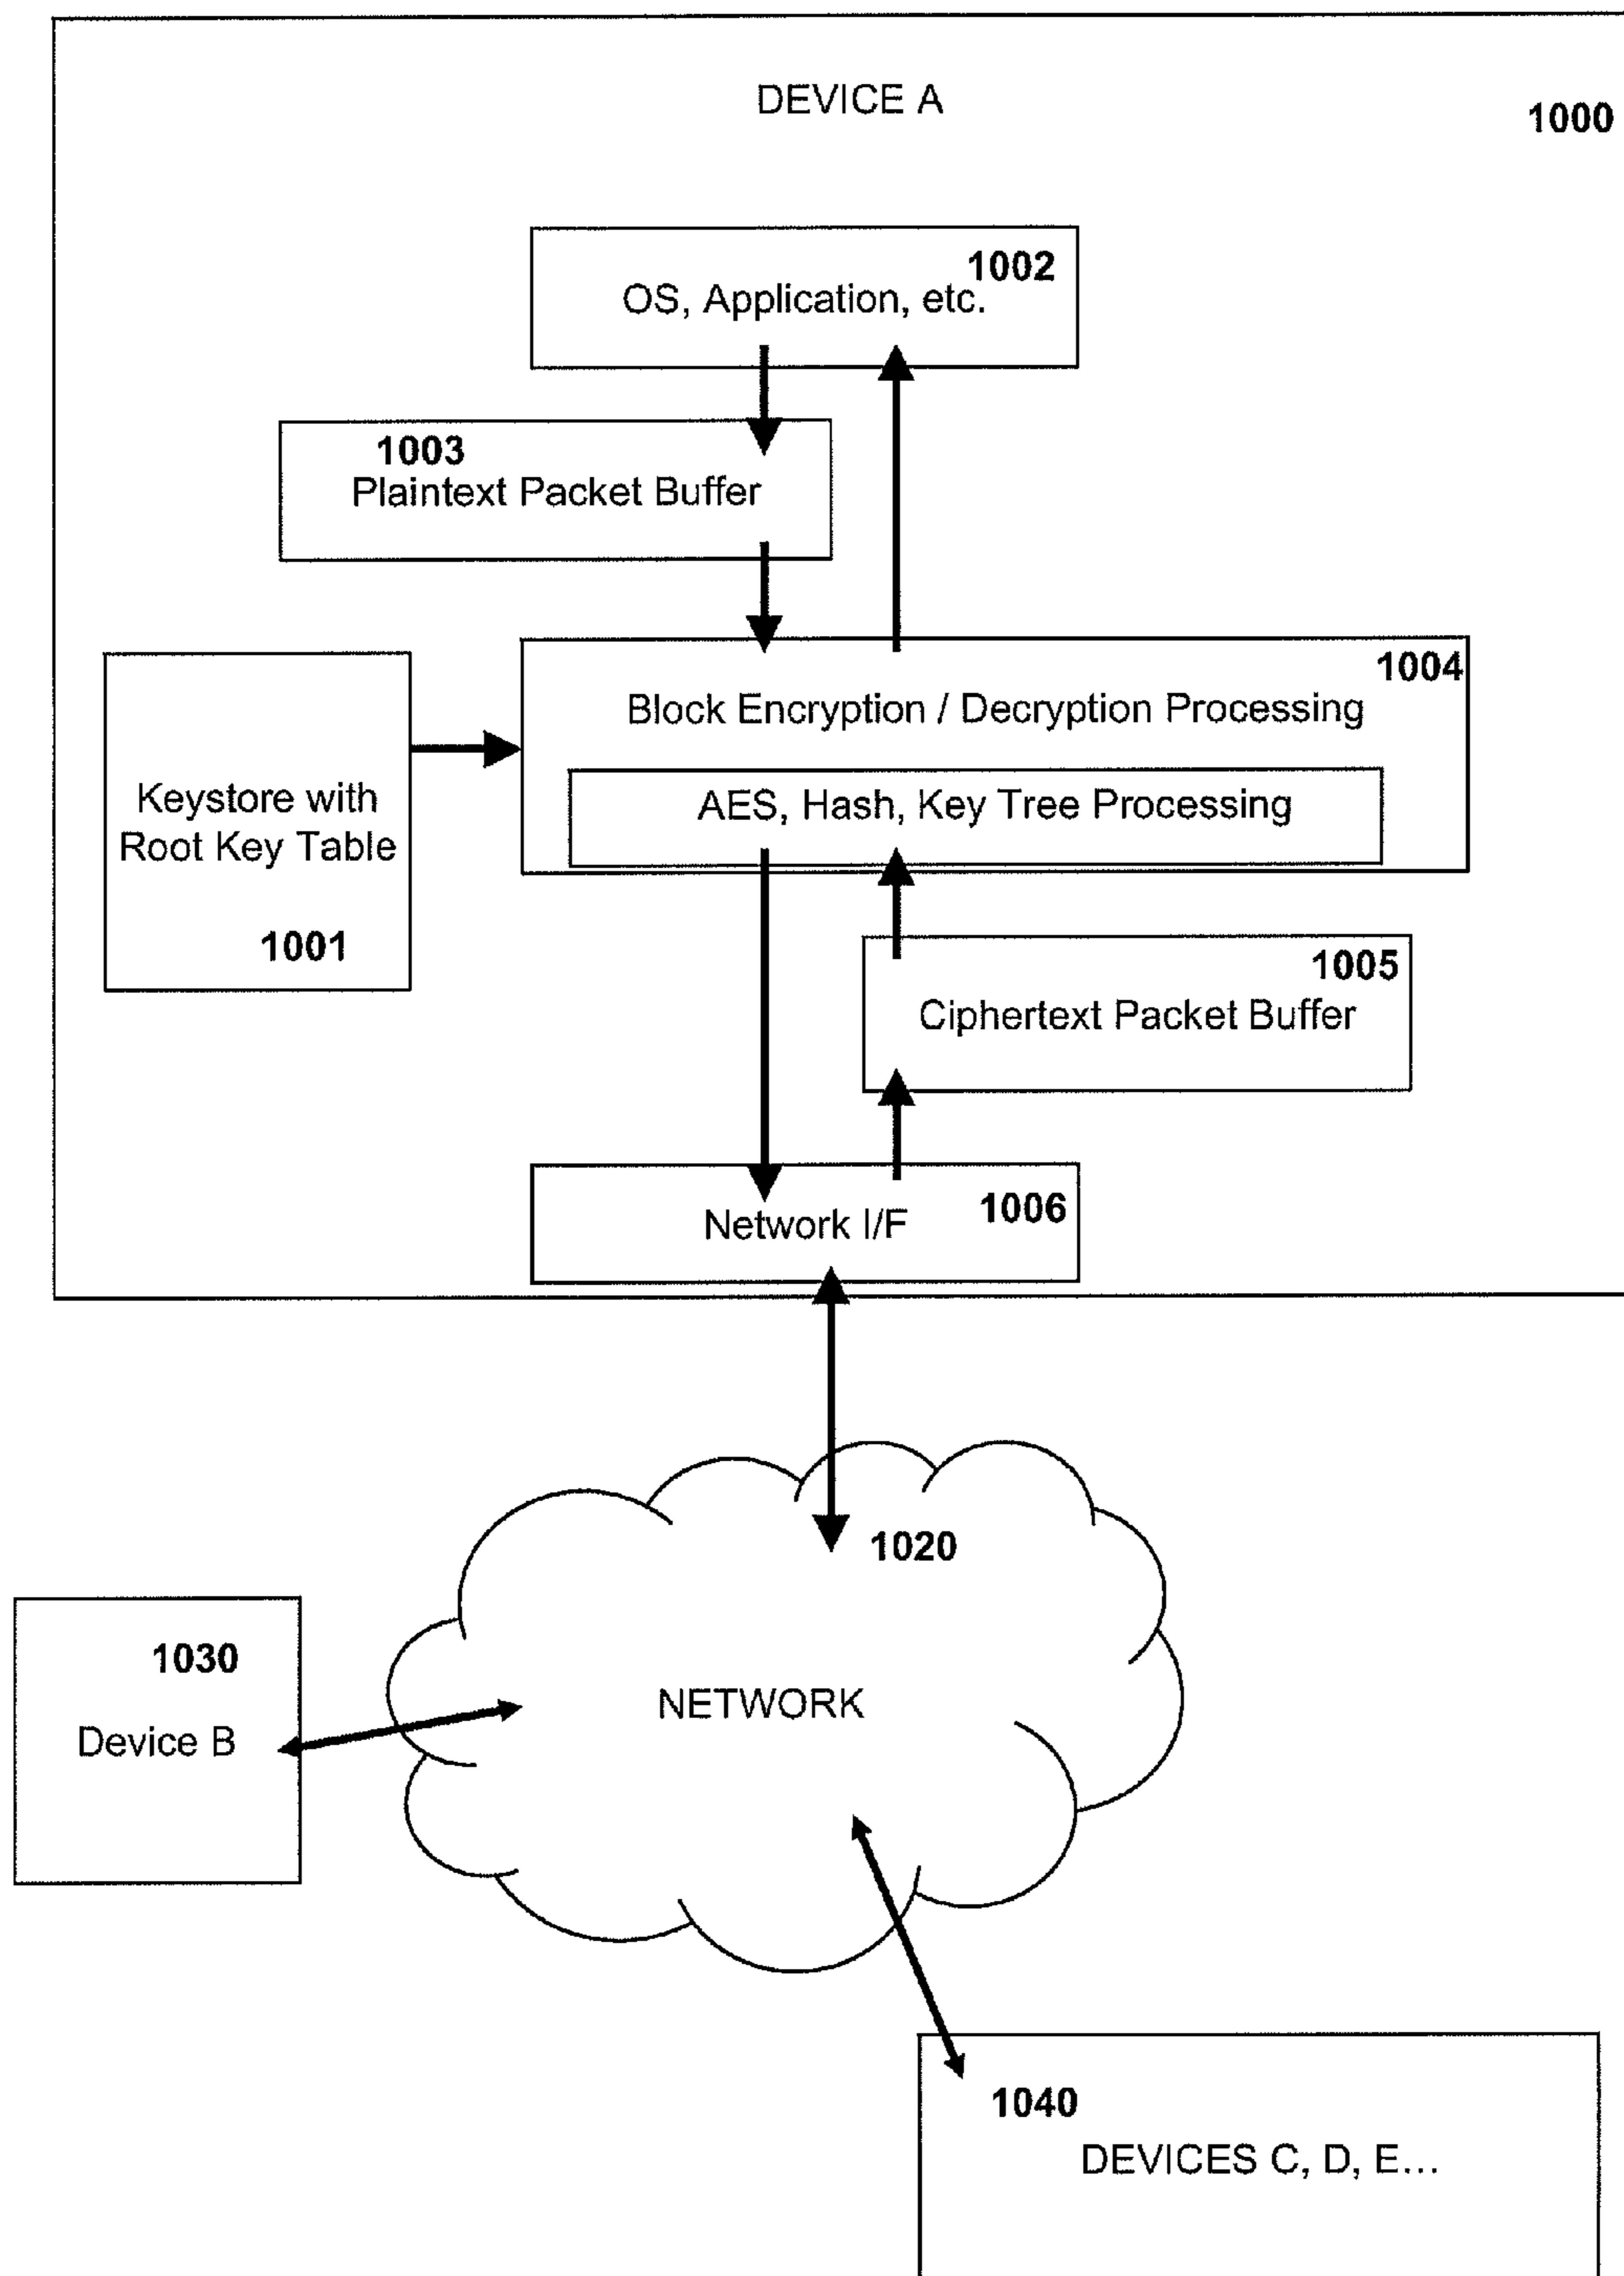 DEVICE A
1000
1002
OS, Application, etc.
1003
Plaintext Packet Buffer
1004
Block Encryption / Decryption Processing
AES, Hash, Key Tree Processing
Keystore with
Root Key Table
1001
1005
Ciphertext Packet Buffer
1006
Network I/F
1020
1030
Device B
NETWORK
1040
DEVICES C, D, E...